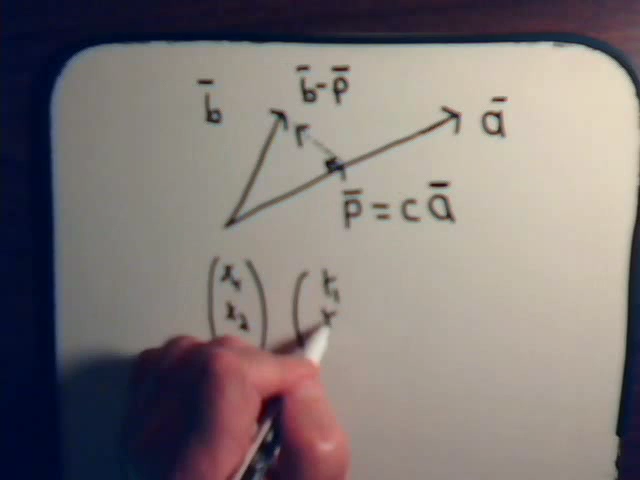 b̄ b̄-p̄ ā
p̄ = c ā
x₁
x₂